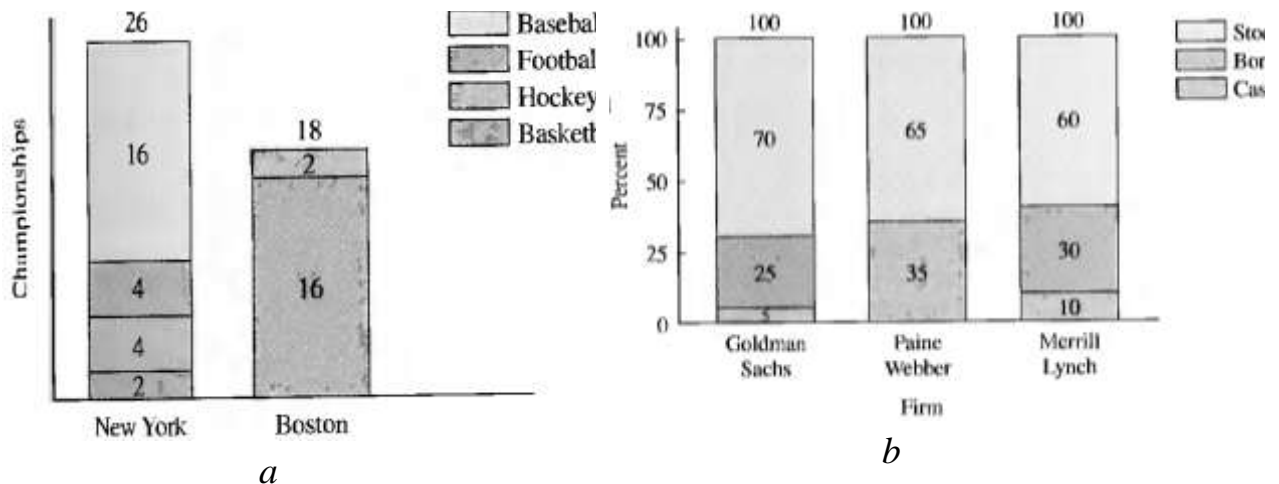 26
Basebal
Footbal
Hockey
Basketb
18
16
2
4
16
4
2
Championships
New York
Boston
a
100
100
100
Stoc
Bon
Cas
100
75
50
25
0
Percent
70
65
60
25
35
30
5
10
Goldman
Sachs
Paine
Webber
Merrill
Lynch
Firm
b